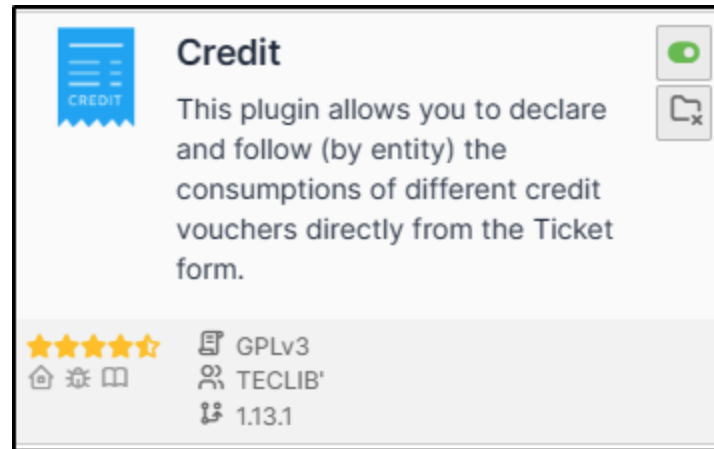 CREDIT
Credit
This plugin allows you to declare
and follow (by entity) the
consumptions of different credit
vouchers directly from the Ticket
form.
GPLv3
TECLIB'
1.13.1